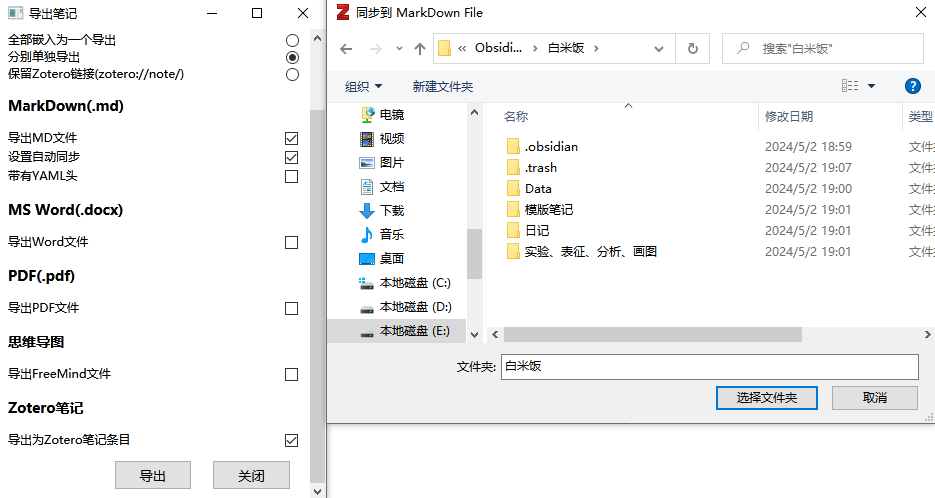 导出笔记
全部嵌入为一个导出
分别单独导出
保留Zotero链接(zotero://note/)
MarkDown(.md)
导出MD文件
设置自动同步
带有YAML头
MS Word(.docx)
导出Word文件
PDF(.pdf)
导出PDF文件
思维导图
导出FreeMind文件
Zotero笔记
导出为Zotero笔记条目
导出 关闭
同步到 MarkDown File
« Obsidi... › 白米饭 ›
搜索"白米饭"
组织 新建文件夹
电镜
视频
图片
文档
下载
音乐
桌面
本地磁盘 (C:)
本地磁盘 (D:)
本地磁盘 (E:)
名称 修改日期 类型
.obsidian 2024/5/2 18:59 文件
.trash 2024/5/2 19:07 文件
Data 2024/5/2 19:00 文件
模版笔记 2024/5/2 19:01 文件
日记 2024/5/2 19:01 文件
实验、表征、分析、画图 2024/5/2 19:01 文件
文件夹: 白米饭
选择文件夹 取消